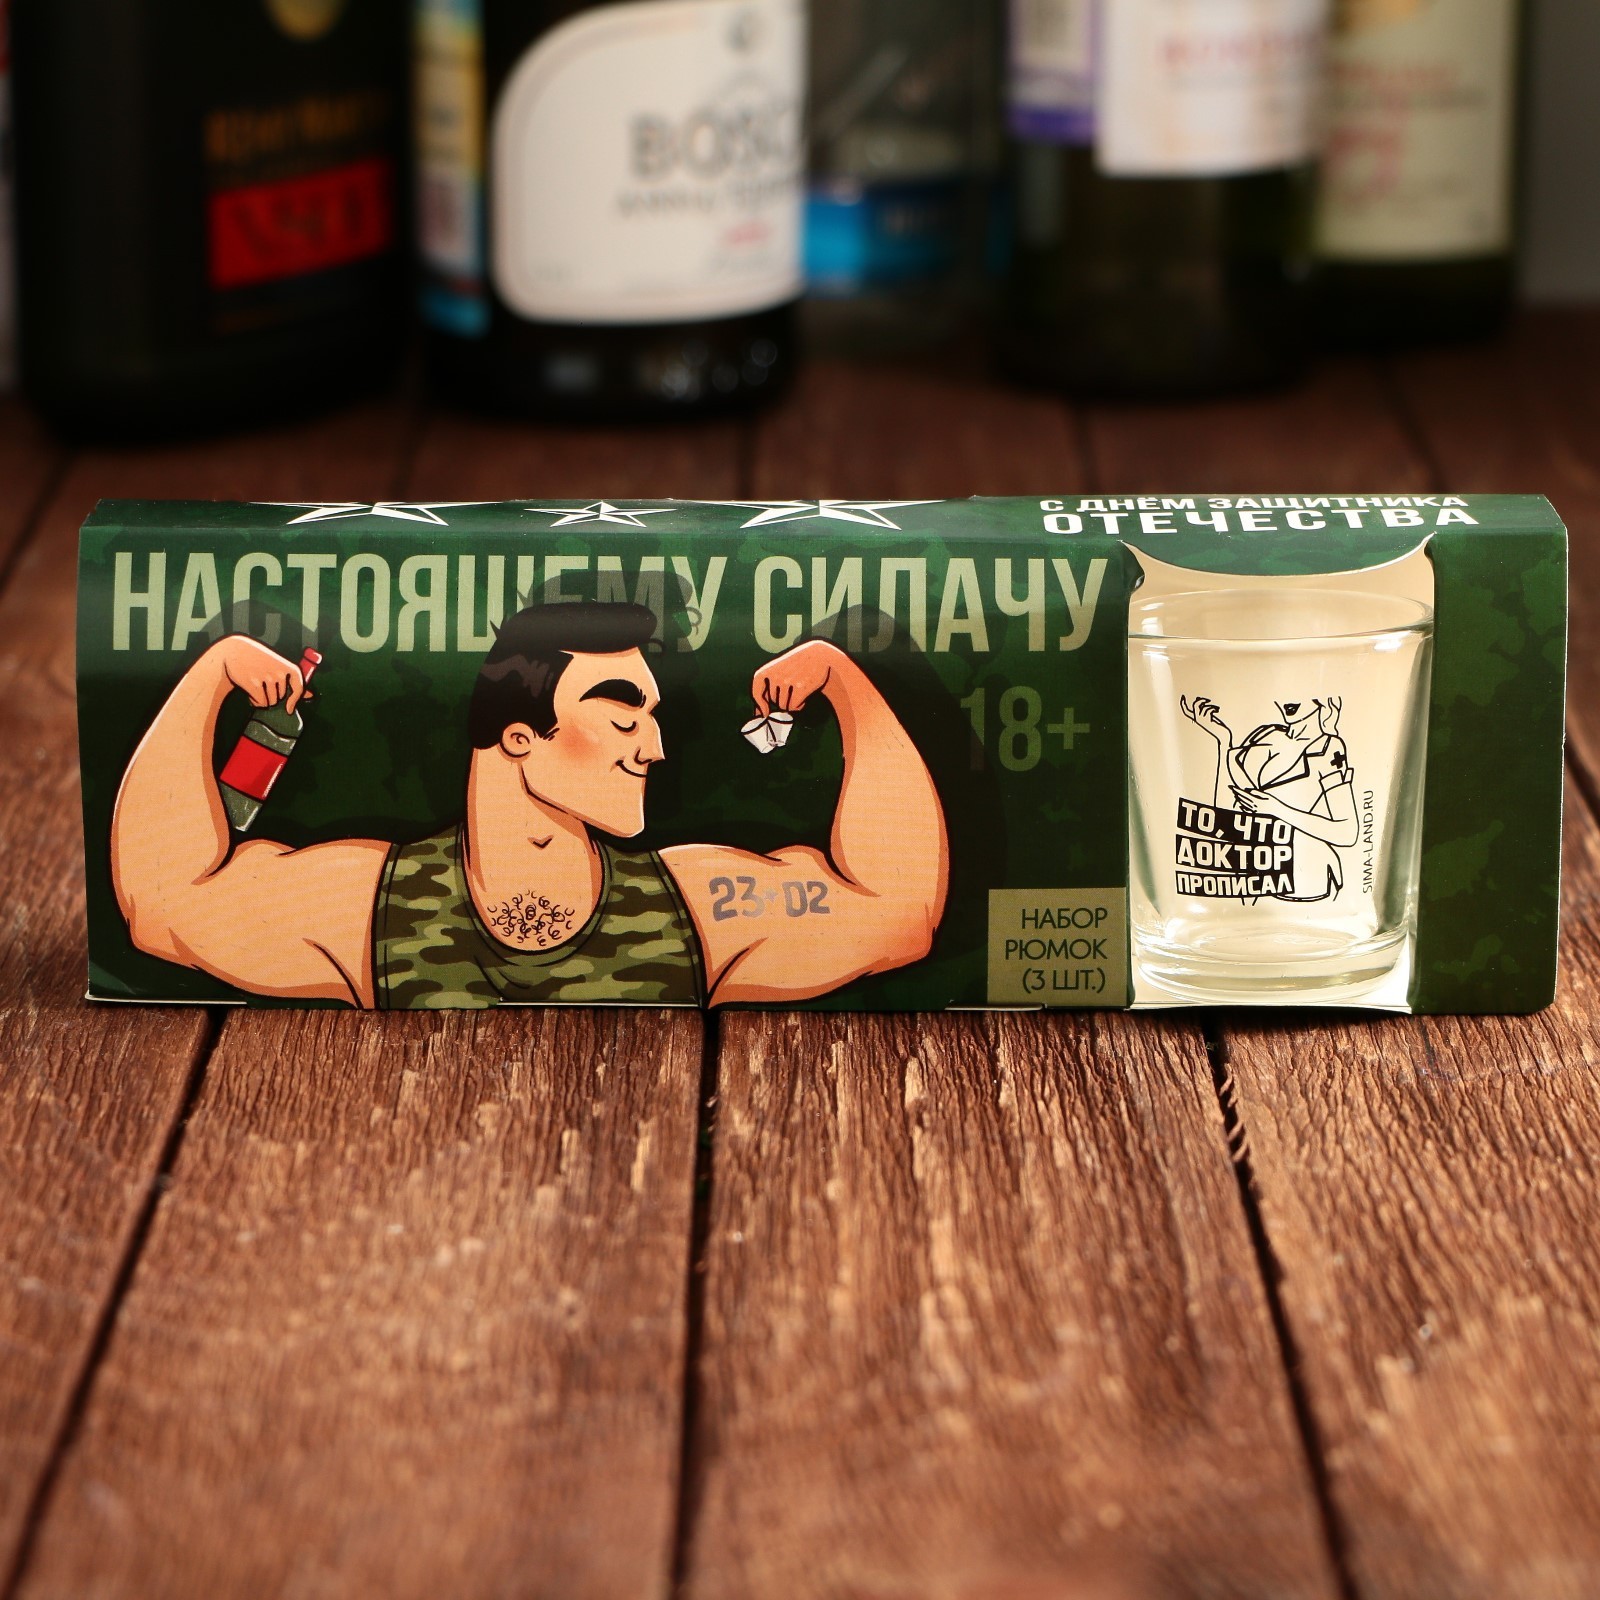 С ДНЁМ ЗАЩИТНИКА
ОТЕЧЕСТВА
НАСТОЯЩЕМУ СИЛАЧУ
18+
23 02
НАБОР
РЮМОК
(3 ШТ.)
ТО, ЧТО
ДОКТОР
ПРОПИСАЛ
SIMA-LAND.RU